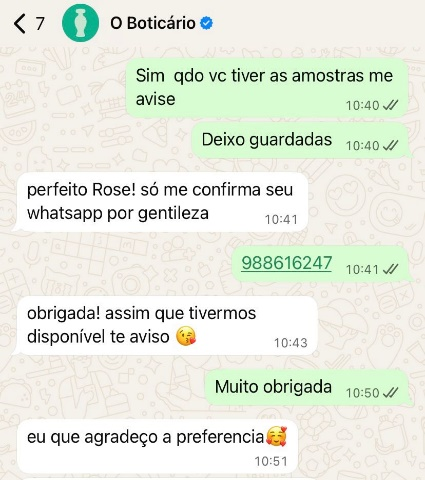 7 O Boticário
Sim qdo vc tiver as amostras me
avise
10:40
Deixo guardadas 10:40
perfeito Rose! só me confirma seu
whatsapp por gentileza
10:41
988616247 10:41
obrigada! assim que tivermos
disponível te aviso 😘
10:43
Muito obrigada 10:50
eu que agradeço a preferencia🥰
10:51